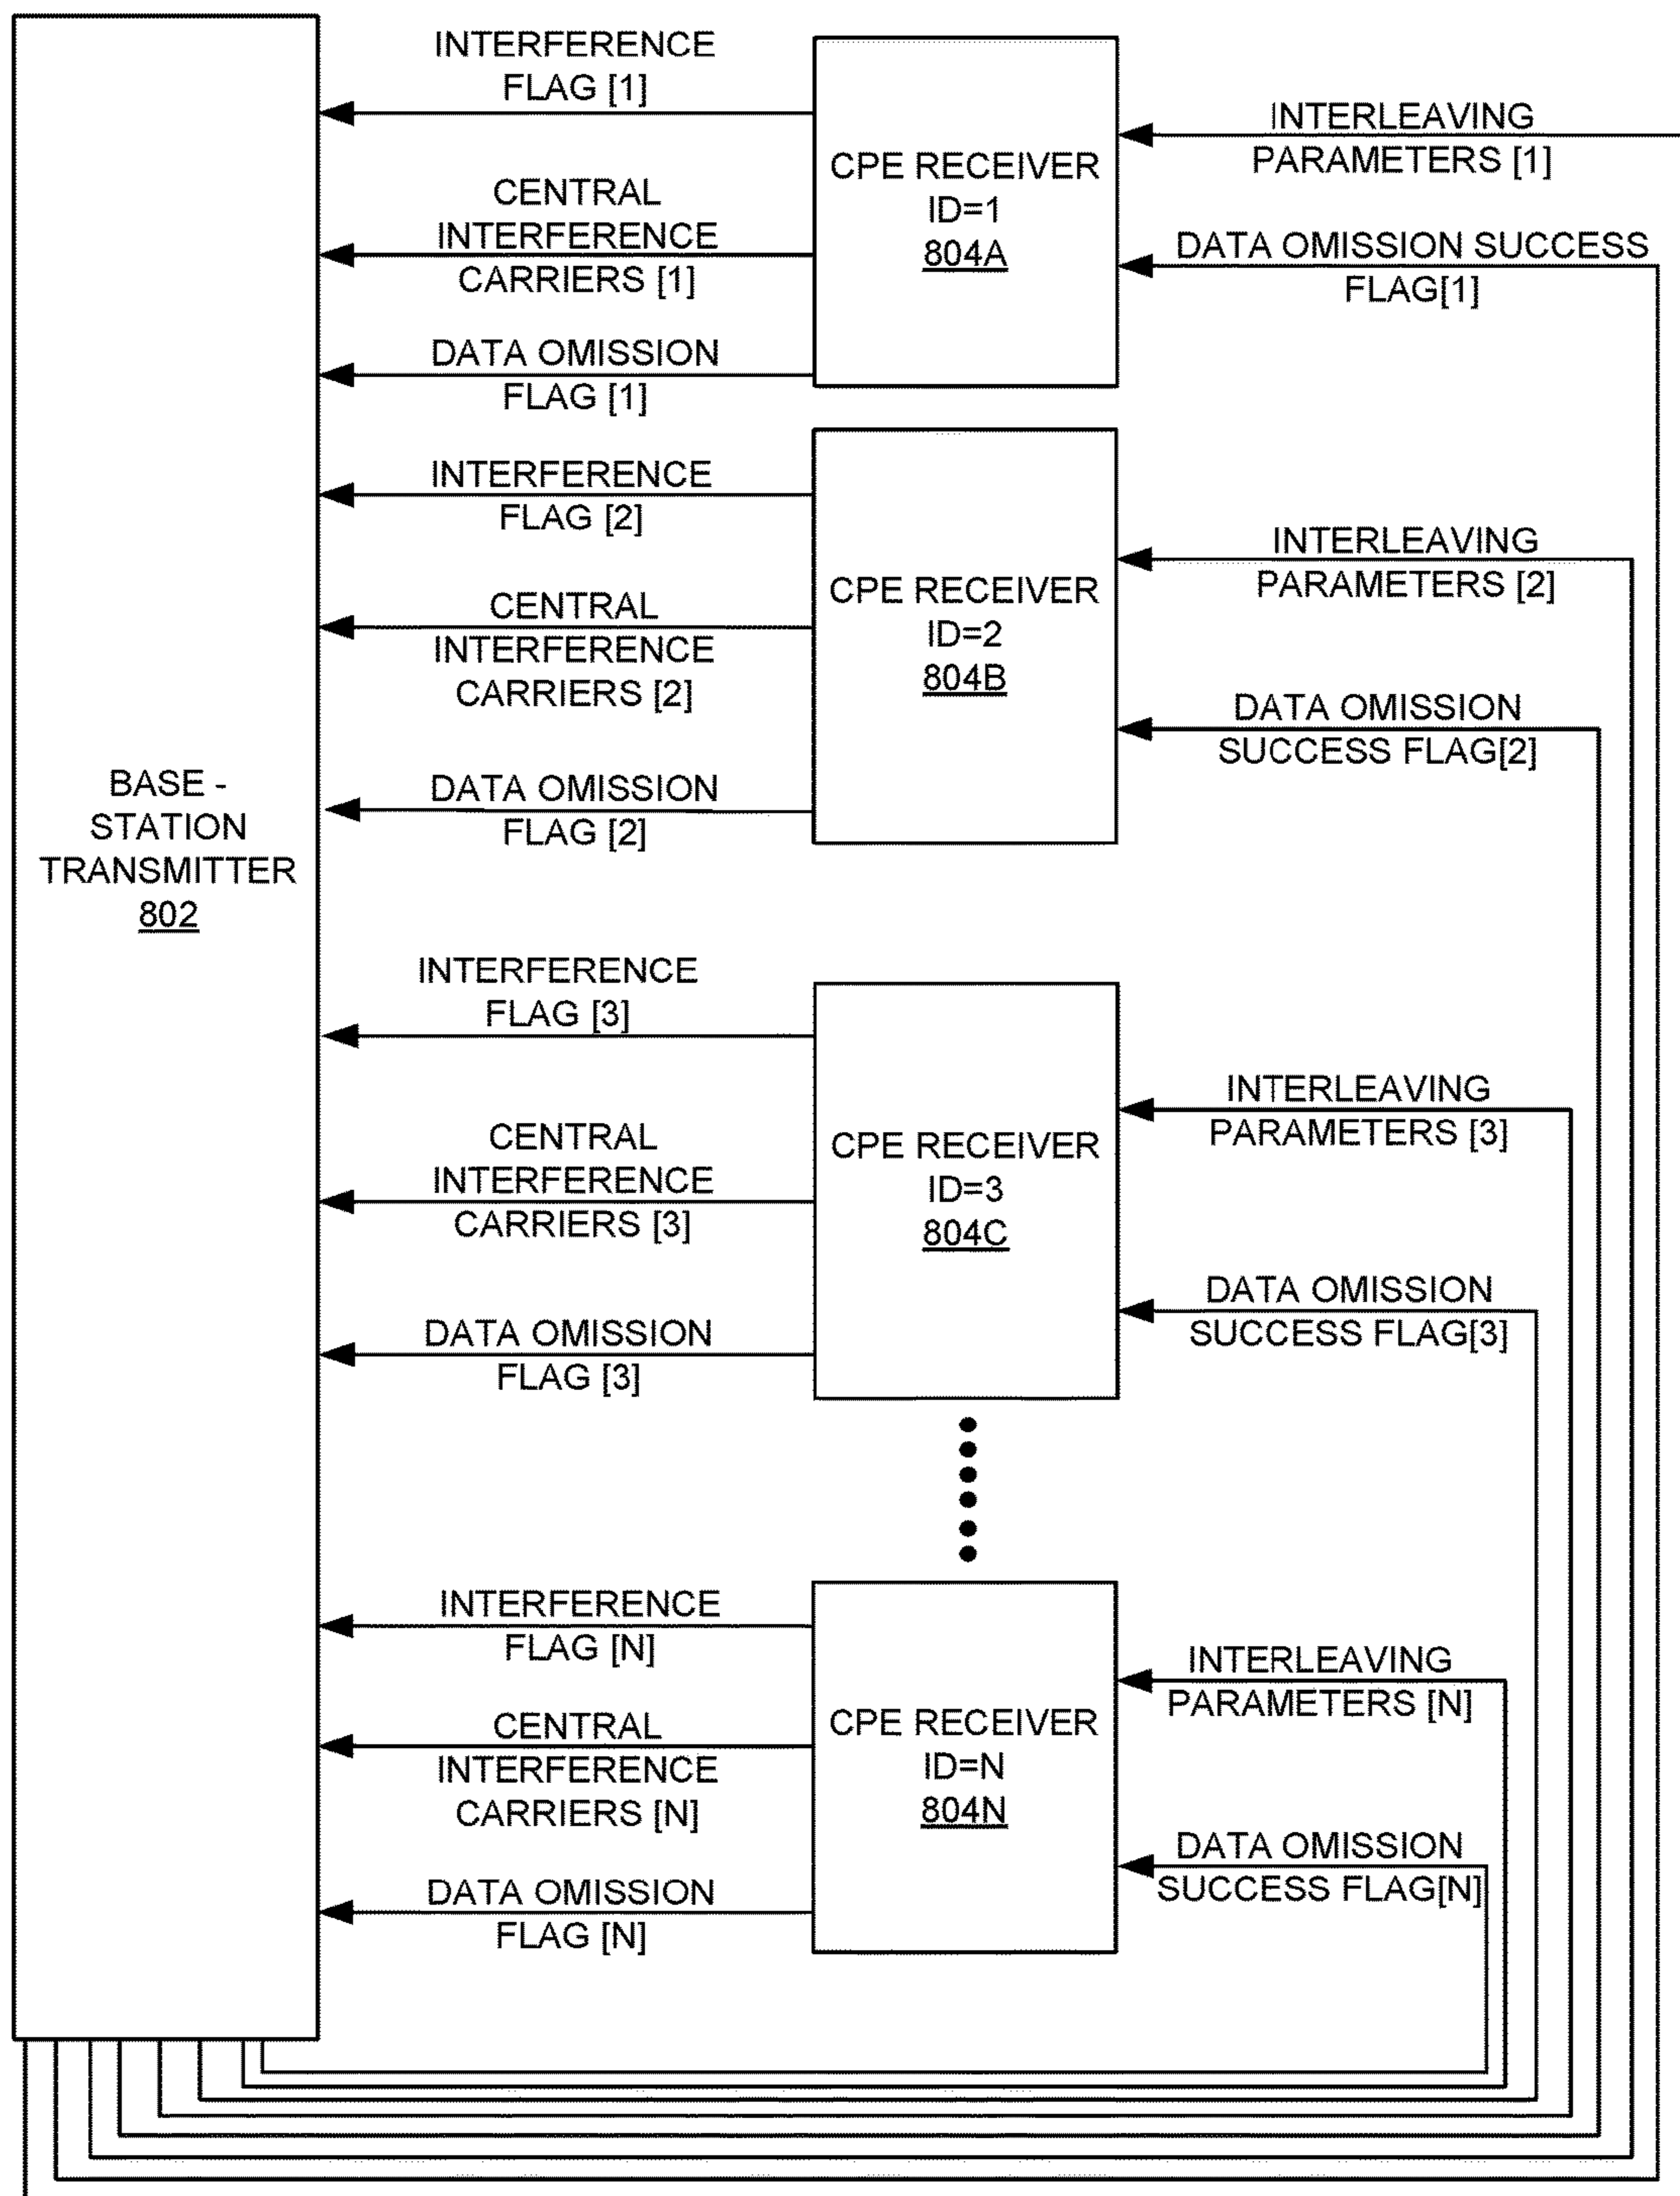 BASE -
STATION
TRANSMITTER
802
INTERFERENCE
FLAG [1]
CENTRAL
INTERFERENCE
CARRIERS [1]
DATA OMISSION
FLAG [1]
CPE RECEIVER
ID=1
804A
INTERLEAVING
PARAMETERS [1]
DATA OMISSION SUCCESS
FLAG[1]
INTERFERENCE
FLAG [2]
CENTRAL
INTERFERENCE
CARRIERS [2]
DATA OMISSION
FLAG [2]
CPE RECEIVER
ID=2
804B
INTERLEAVING
PARAMETERS [2]
DATA OMISSION
SUCCESS FLAG[2]
INTERFERENCE
FLAG [3]
CENTRAL
INTERFERENCE
CARRIERS [3]
DATA OMISSION
FLAG [3]
CPE RECEIVER
ID=3
804C
INTERLEAVING
PARAMETERS [3]
DATA OMISSION
SUCCESS FLAG[3]
INTERFERENCE
FLAG [N]
CENTRAL
INTERFERENCE
CARRIERS [N]
DATA OMISSION
FLAG [N]
CPE RECEIVER
ID=N
804N
INTERLEAVING
PARAMETERS [N]
DATA OMISSION
SUCCESS FLAG[N]